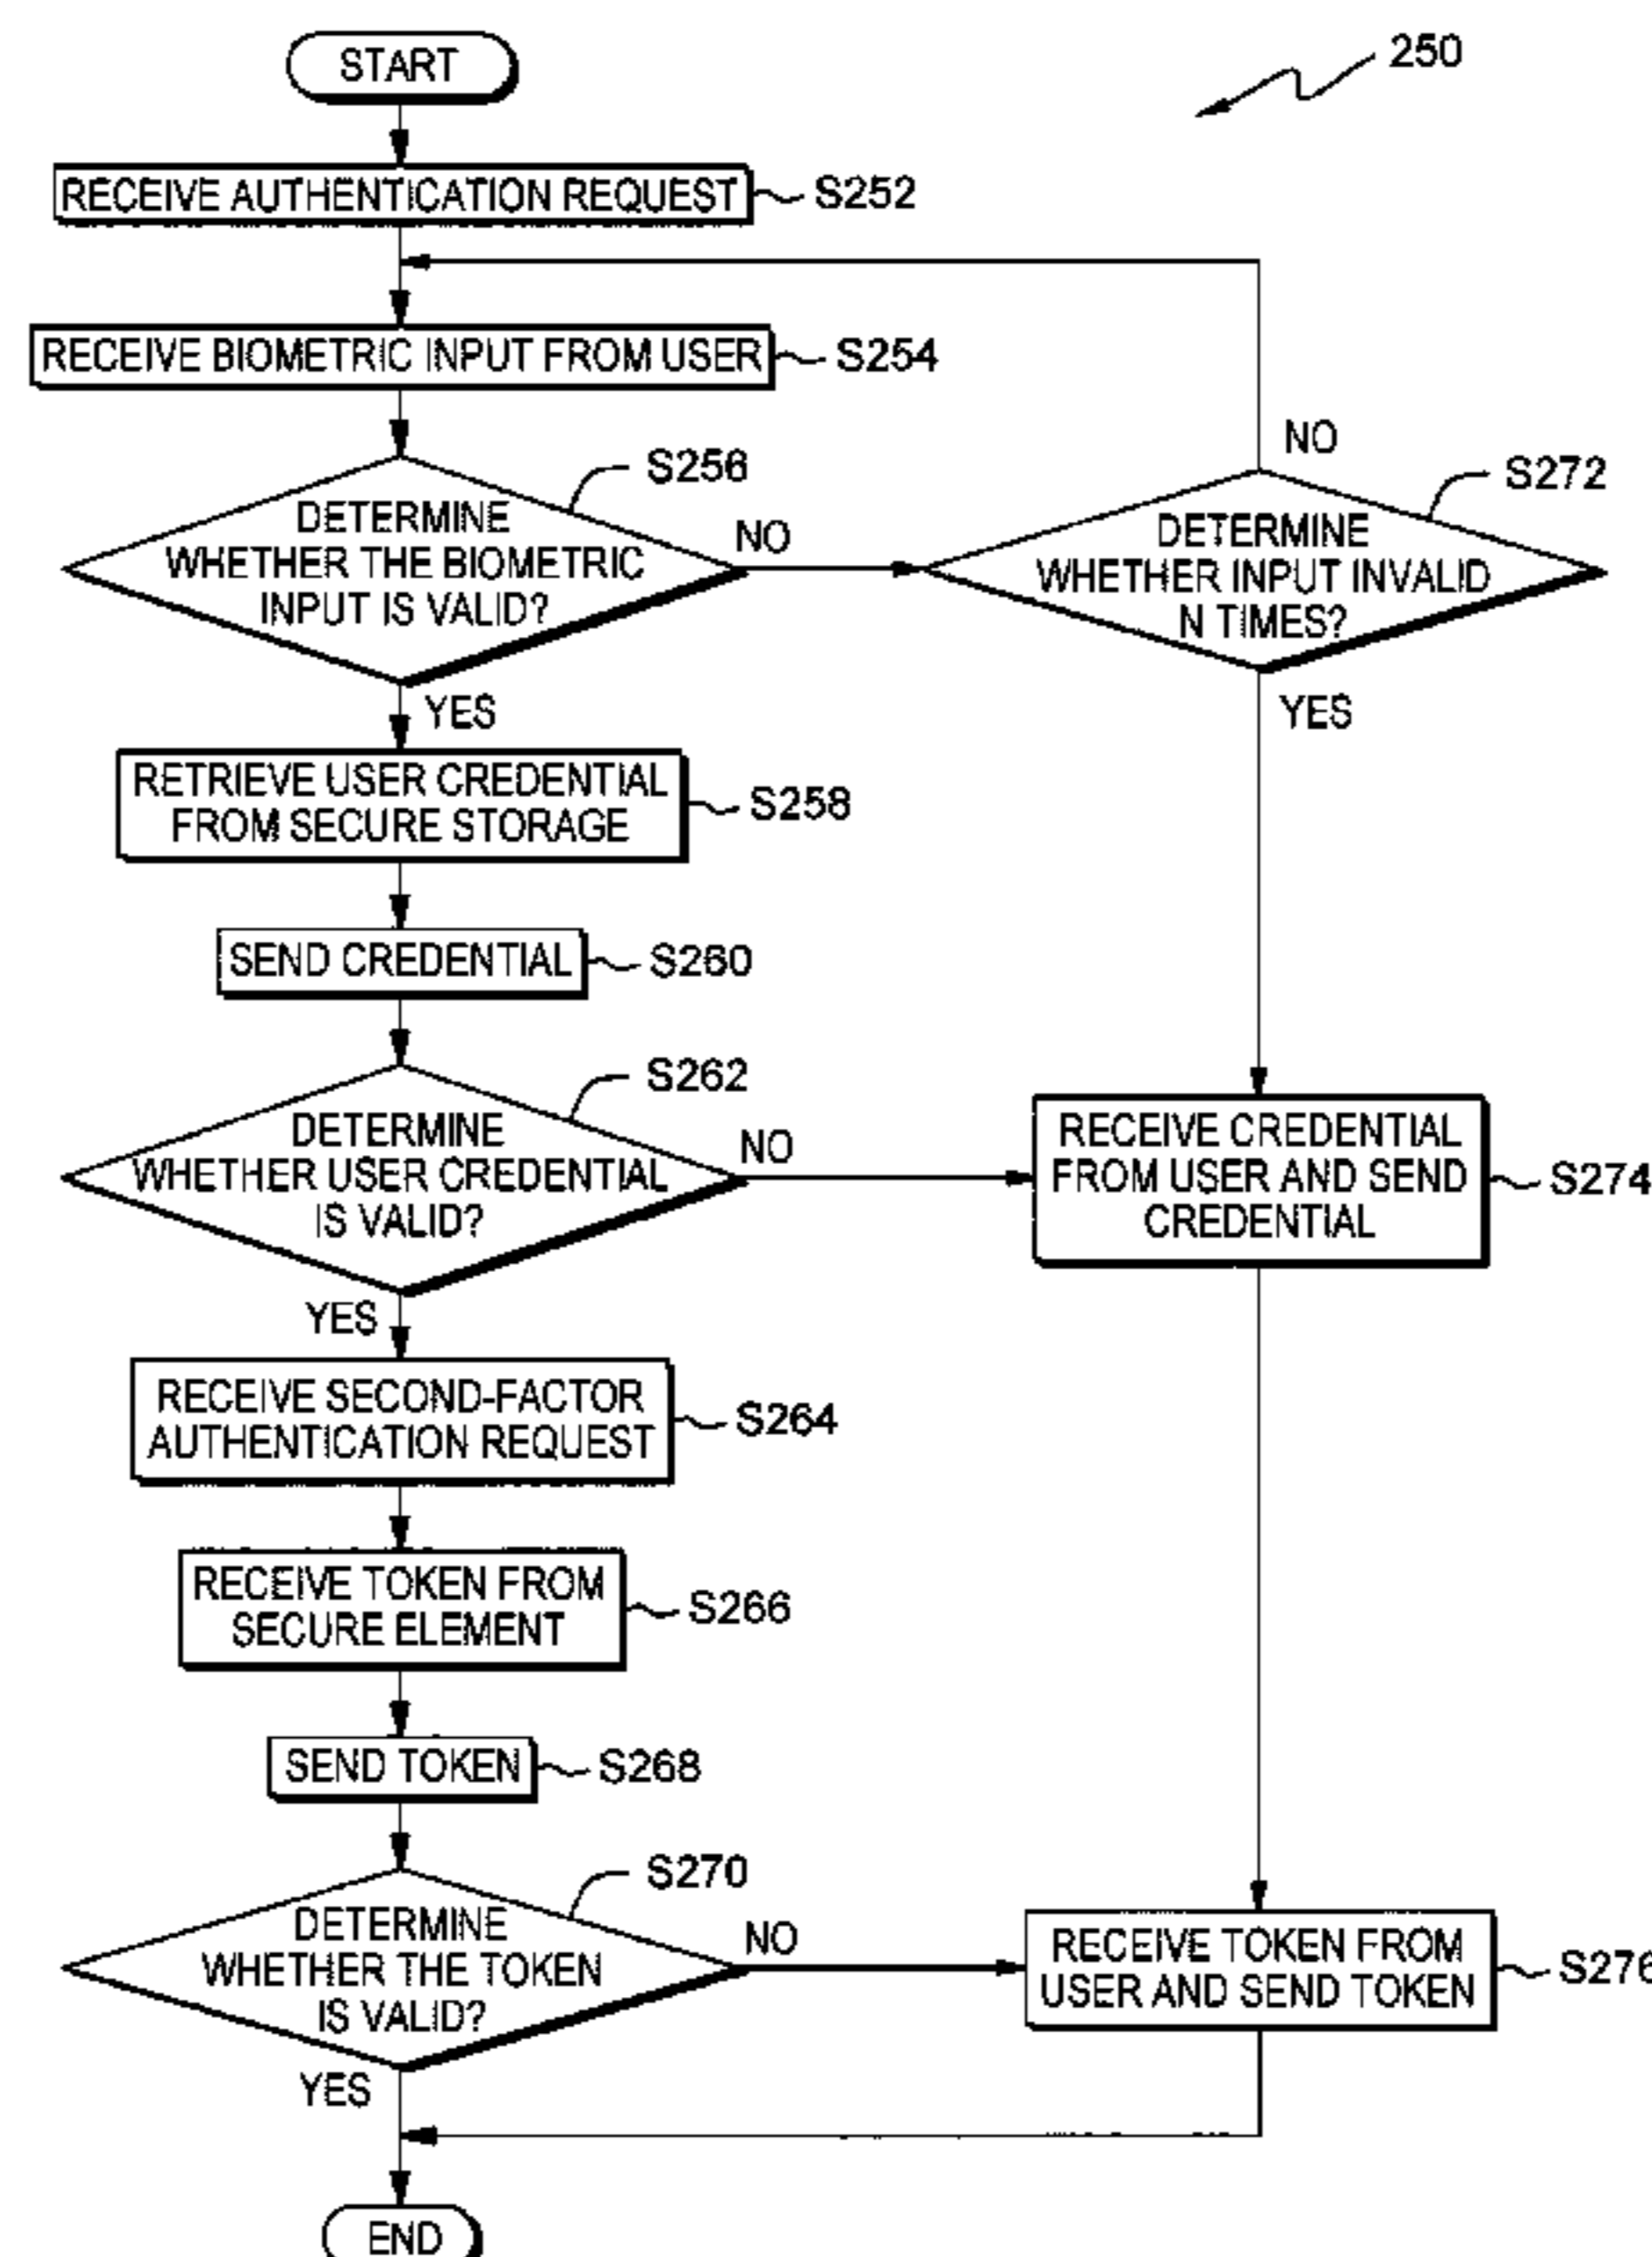 START
250
RECEIVE AUTHENTICATION REQUEST
S252
RECEIVE BIOMETRIC INPUT FROM USER
S254
S256
DETERMINE
WHETHER THE BIOMETRIC
INPUT IS VALID?
NO
YES
NO
S272
DETERMINE
WHETHER INPUT INVALID
N TIMES?
YES
RETRIEVE USER CREDENTIAL
FROM SECURE STORAGE
S258
SEND CREDENTIAL
S260
S262
DETERMINE
WHETHER USER CREDENTIAL
IS VALID?
NO
YES
RECEIVE CREDENTIAL
FROM USER AND SEND
CREDENTIAL
S274
RECEIVE SECOND-FACTOR
AUTHENTICATION REQUEST
S264
RECEIVE TOKEN FROM
SECURE ELEMENT
S266
SEND TOKEN
S268
S270
DETERMINE
WHETHER THE TOKEN
IS VALID?
NO
YES
RECEIVE TOKEN FROM
USER AND SEND TOKEN
S276
END